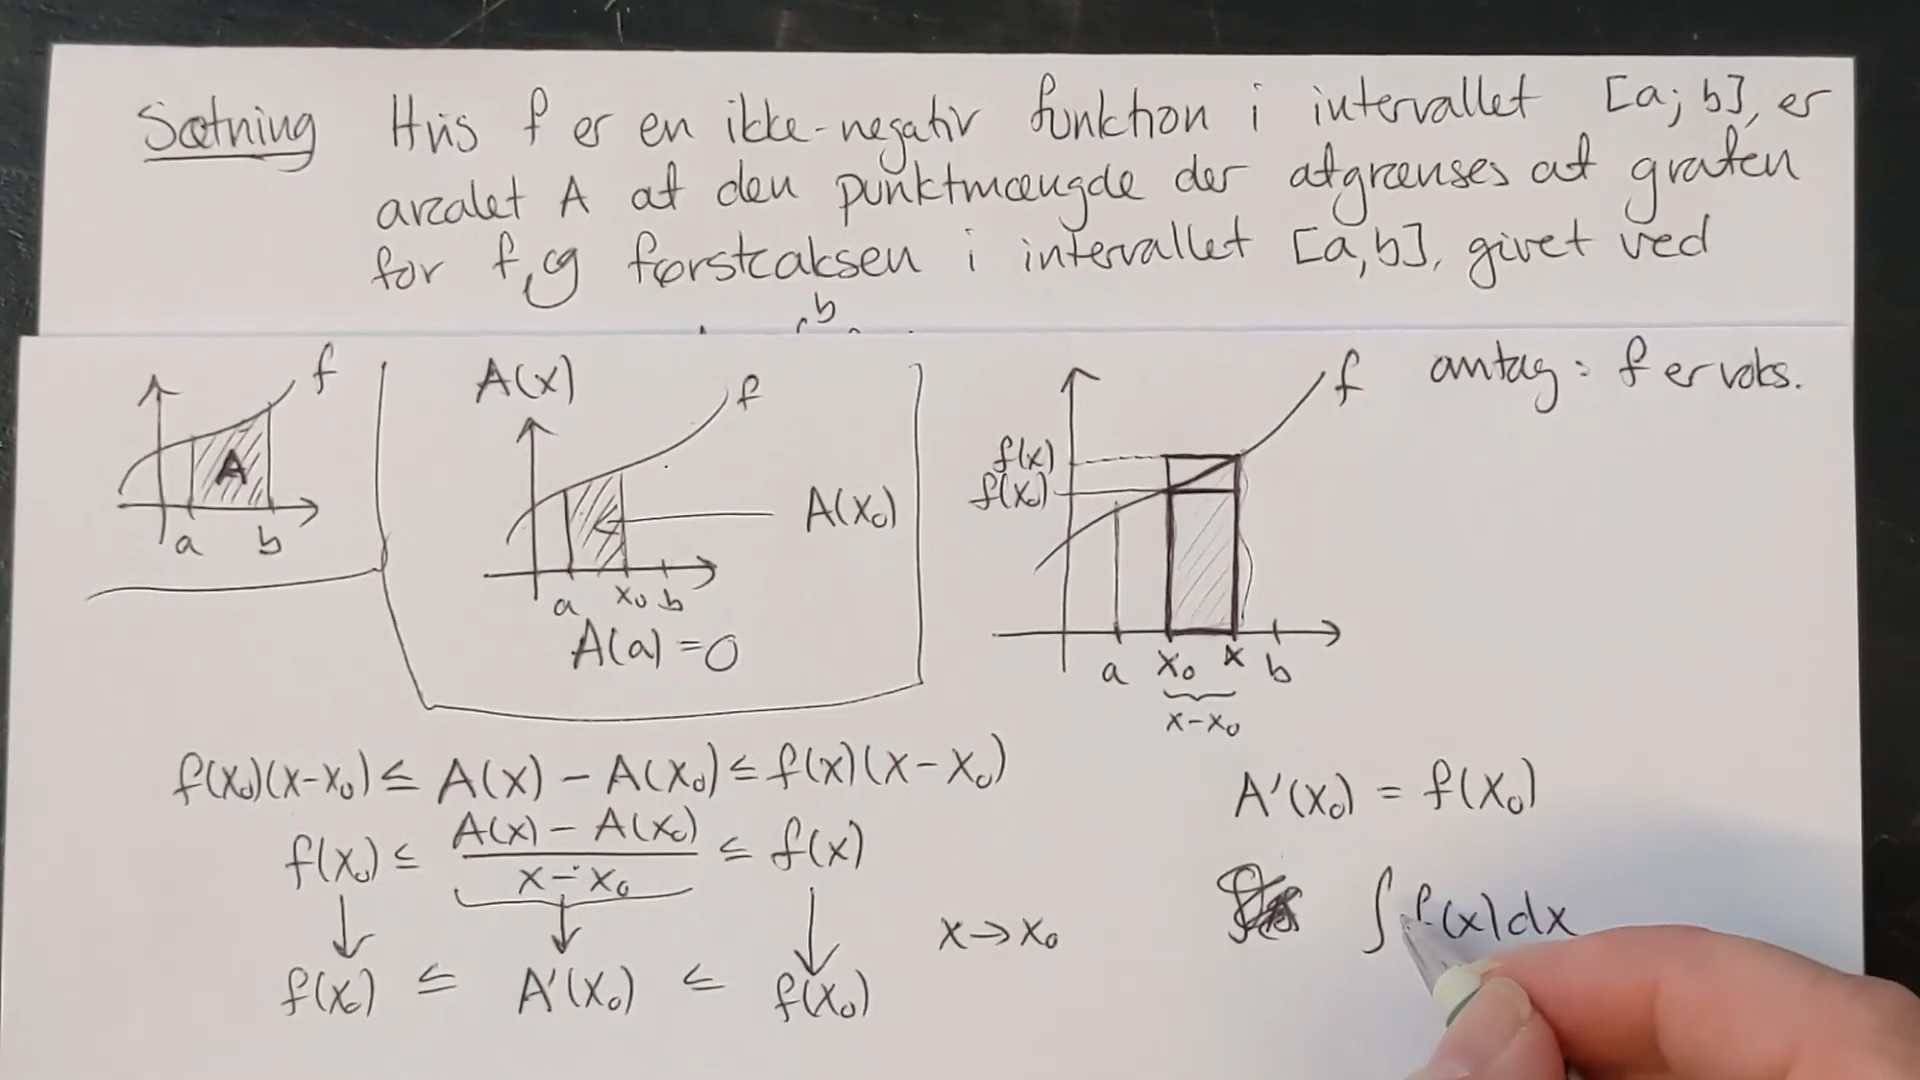 Sætning Hvis f er en ikke-negativ funktion i intervallet [a; b], er
arealet A af den punktmængde der afgrænses af grafen
for f, og førsteaksen i intervallet [a, b], givet ved
b
f
A
a b
A(x)
f
A(x₀)
a x₀ b
A(a) = 0
antag: f er voks.
f
f(x)
f(x₀)
a x₀ x b
x-x₀
f(x₀)(x-x₀) ≤ A(x) - A(x₀) ≤ f(x)(x-x₀)
f(x₀) ≤ (A(x) - A(x₀))/(x - x₀) ≤ f(x)
↓ ↓ ↓ x→x₀
f(x₀) ≤ A'(x₀) ≤ f(x₀)
A'(x₀) = f(x₀)
∫ f(x)dx